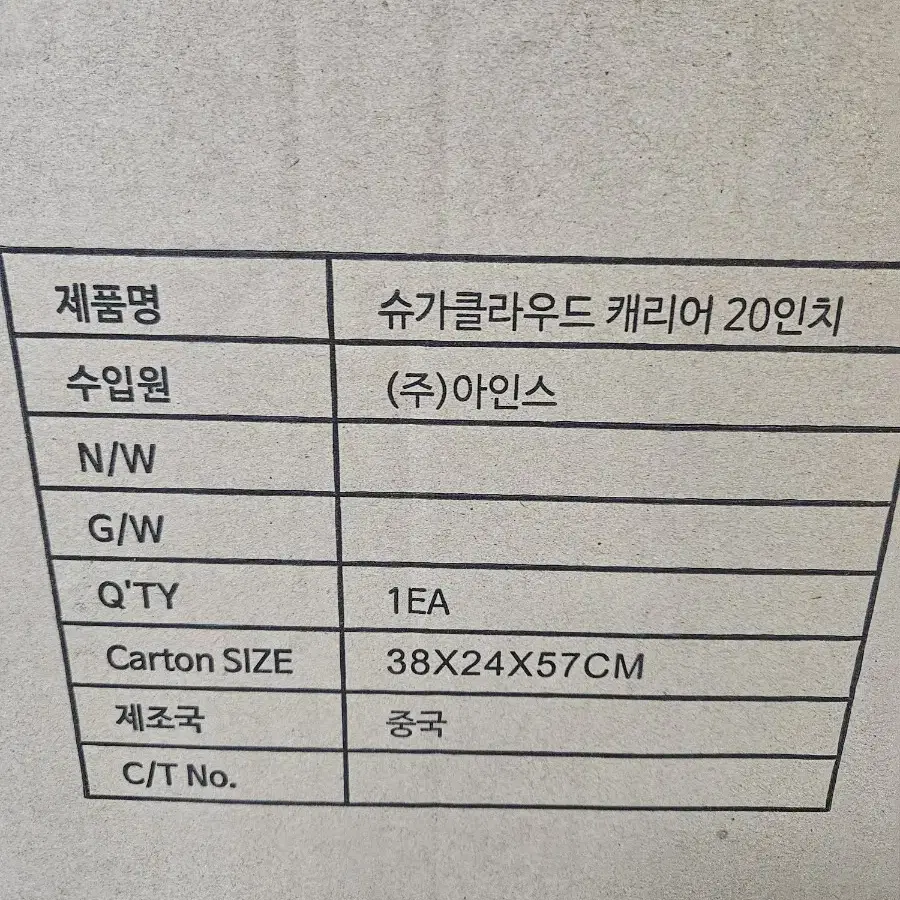 제품명 슈가클라우드 캐리어 20인치
수입원 (주)아인스
N/W
G/W
Q'TY 1EA
Carton SIZE 38X24X57CM
제조국 중국
C/T No.